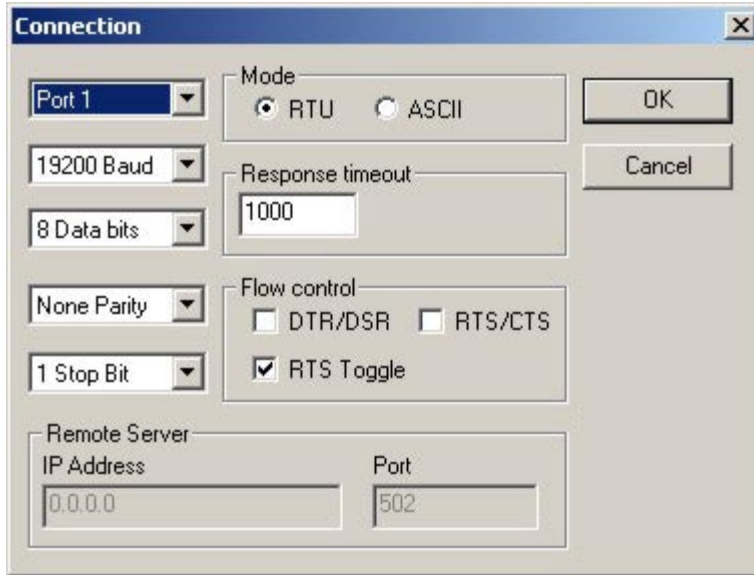 Connection
Port 1
19200 Baud
8 Data bits
None Parity
1 Stop Bit
Mode
RTU ASCII
Response timeout
1000
Flow control
DTR/DSR RTS/CTS
RTS Toggle
OK
Cancel
Remote Server
IP Address Port
0.0.0.0 502